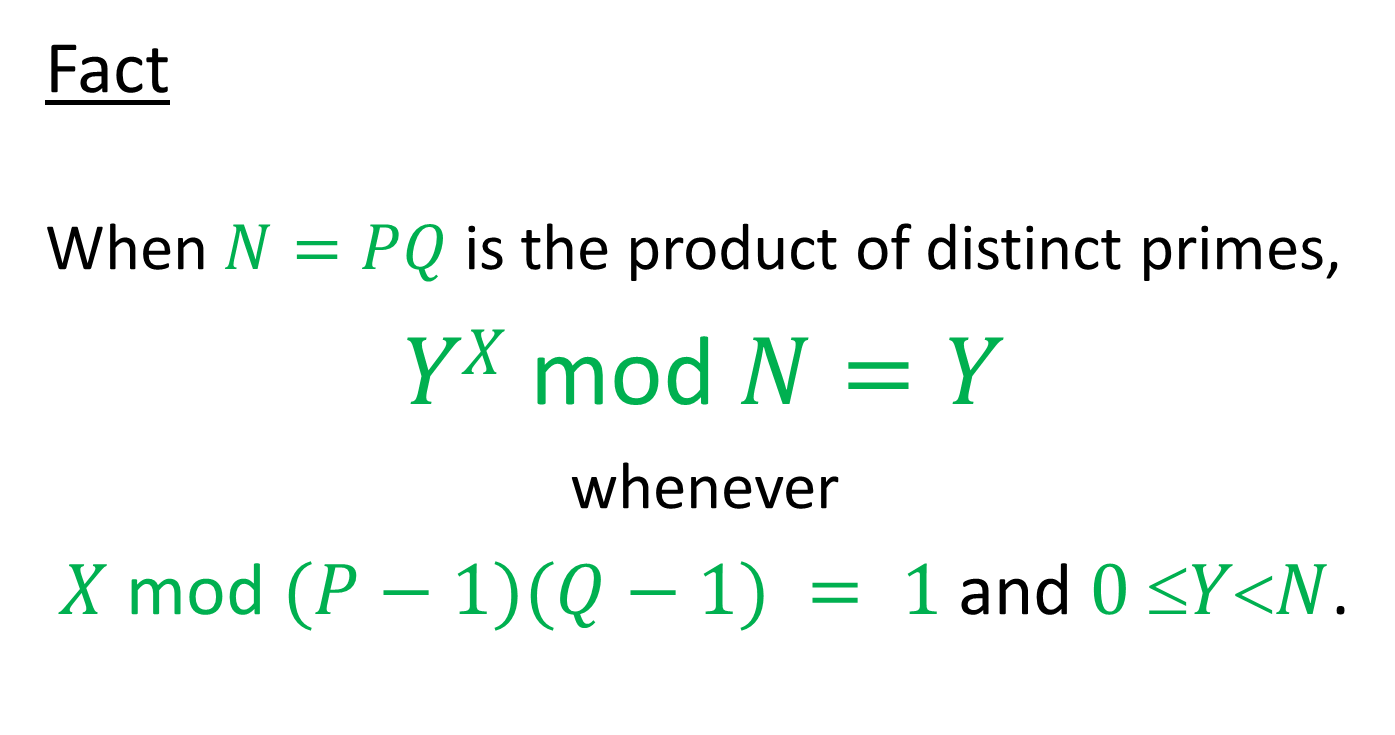 Fact
When N = PQ is the product of distinct primes,
Y^X mod N = Y
whenever
X mod (P − 1)(Q − 1) = 1 and 0 ≤Y<N.